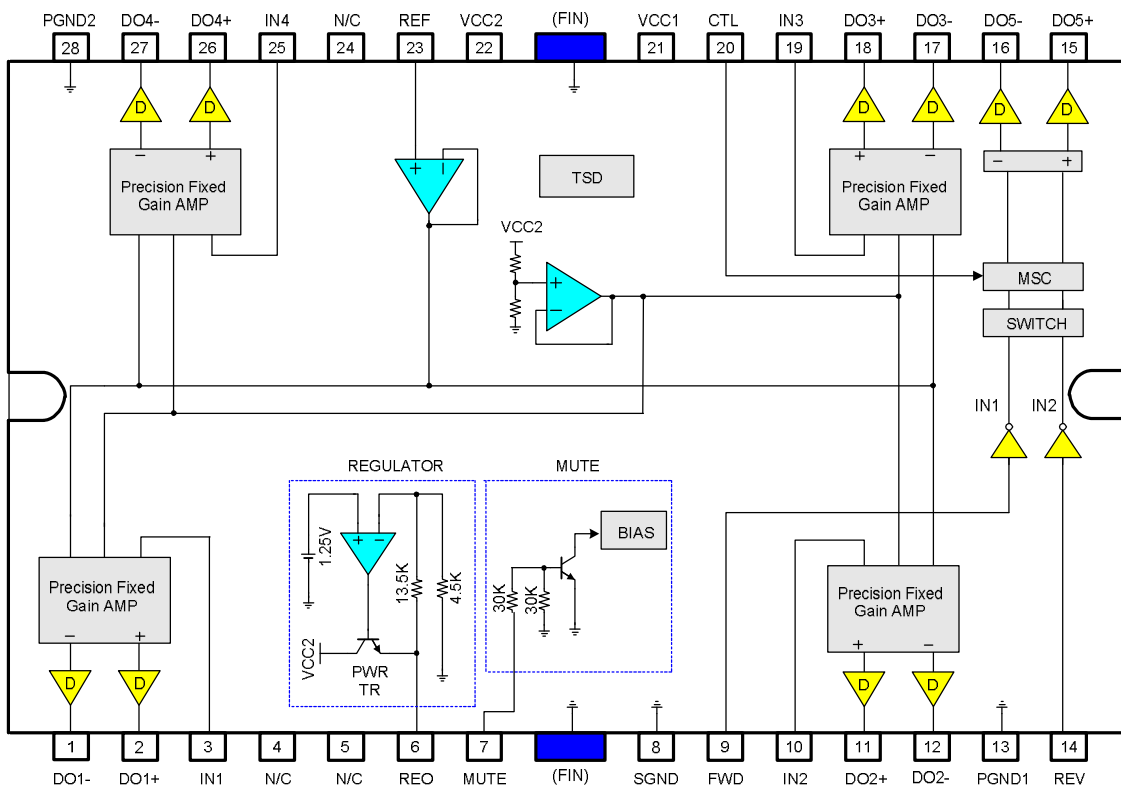 PGND2 DO4- DO4+ IN4 N/C REF VCC2 (FIN) VCC1 CTL IN3 DO3+ DO3- DO5- DO5+
28 27 26 25 24 23 22 21 20 19 18 17 16 15
D D D D D D
− + + − + − − +
Precision Fixed
Gain AMP
TSD
Precision Fixed
Gain AMP
VCC2
+
−
MSC
SWITCH
IN1 IN2
REGULATOR
MUTE
1.25V
+ −
13.5K
4.5K
VCC2
PWR
TR
30K
30K
BIAS
Precision Fixed
Gain AMP
− +
Precision Fixed
Gain AMP
+ −
D D D D
1 2 3 4 5 6 7 8 9 10 11 12 13 14
DO1- DO1+ IN1 N/C N/C REO MUTE (FIN) SGND FWD IN2 DO2+ DO2- PGND1 REV